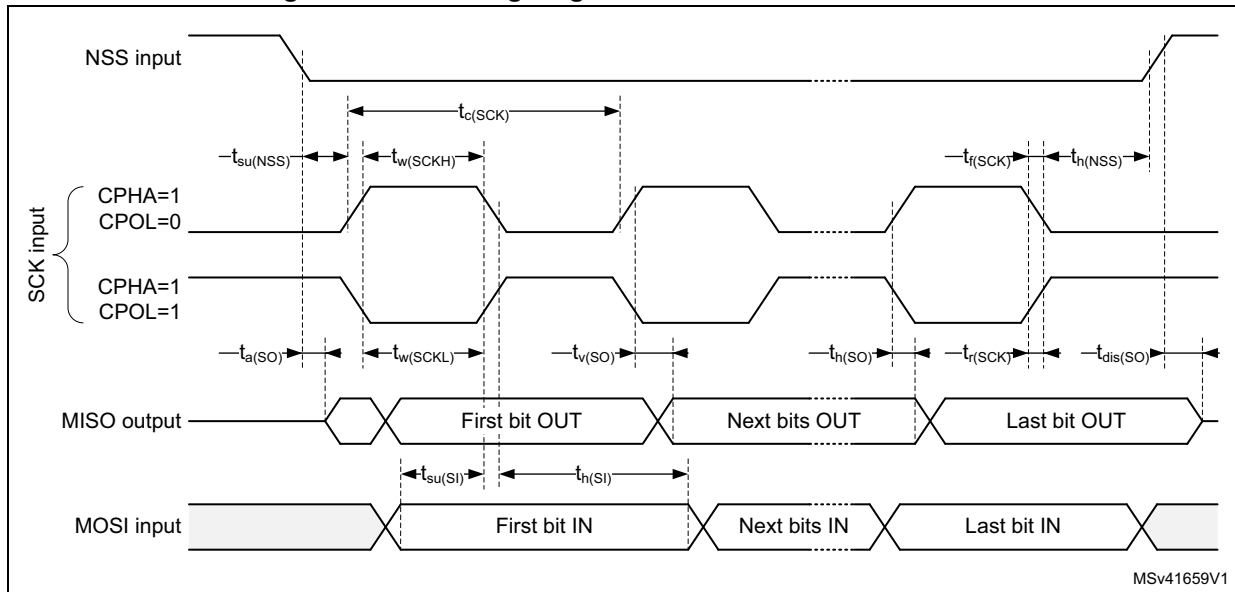 NSS input
tc(SCK)
tsu(NSS)
tw(SCKH)
tf(SCK)
th(NSS)
SCK input
CPHA=1
CPOL=0
CPHA=1
CPOL=1
ta(SO)
tw(SCKL)
tv(SO)
th(SO)
tr(SCK)
tdis(SO)
MISO output
First bit OUT
Next bits OUT
Last bit OUT
tsu(SI)
th(SI)
MOSI input
First bit IN
Next bits IN
Last bit IN
MSv41659V1